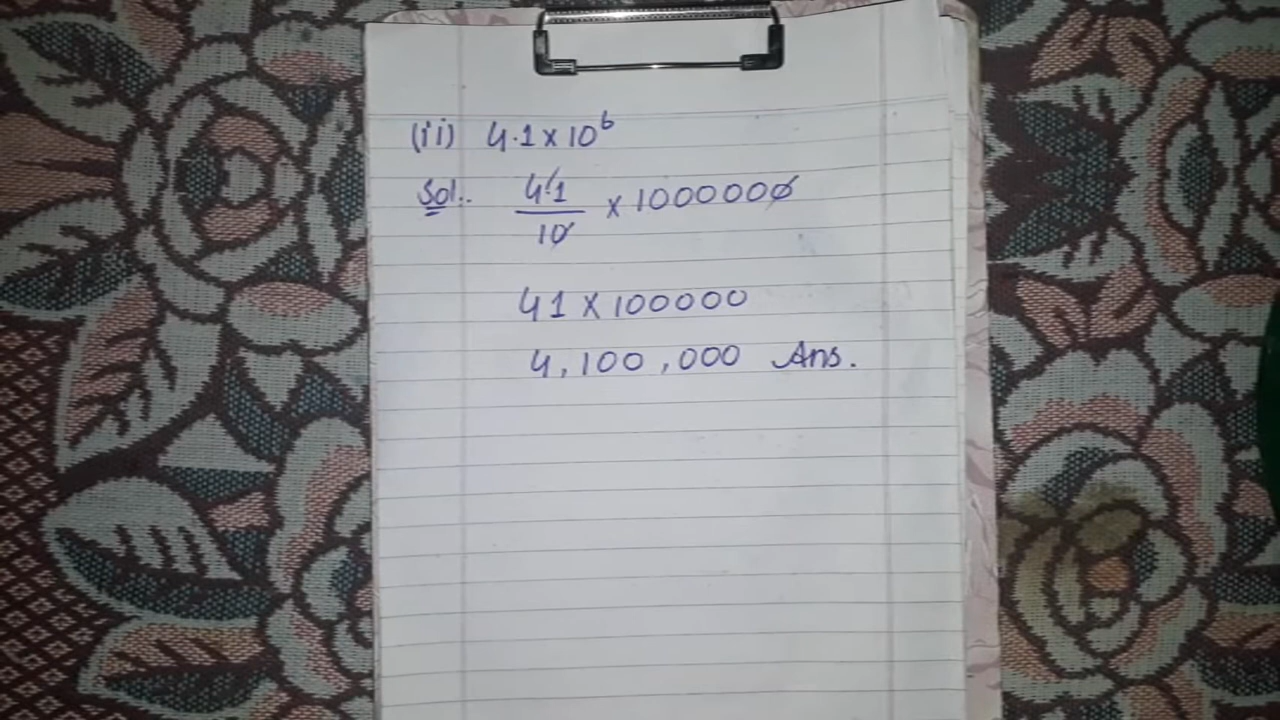 (ii) 4.1 x 10⁶
Sol:. 4.1/10 x 1000000
41 x 100000
4,100,000 Ans.